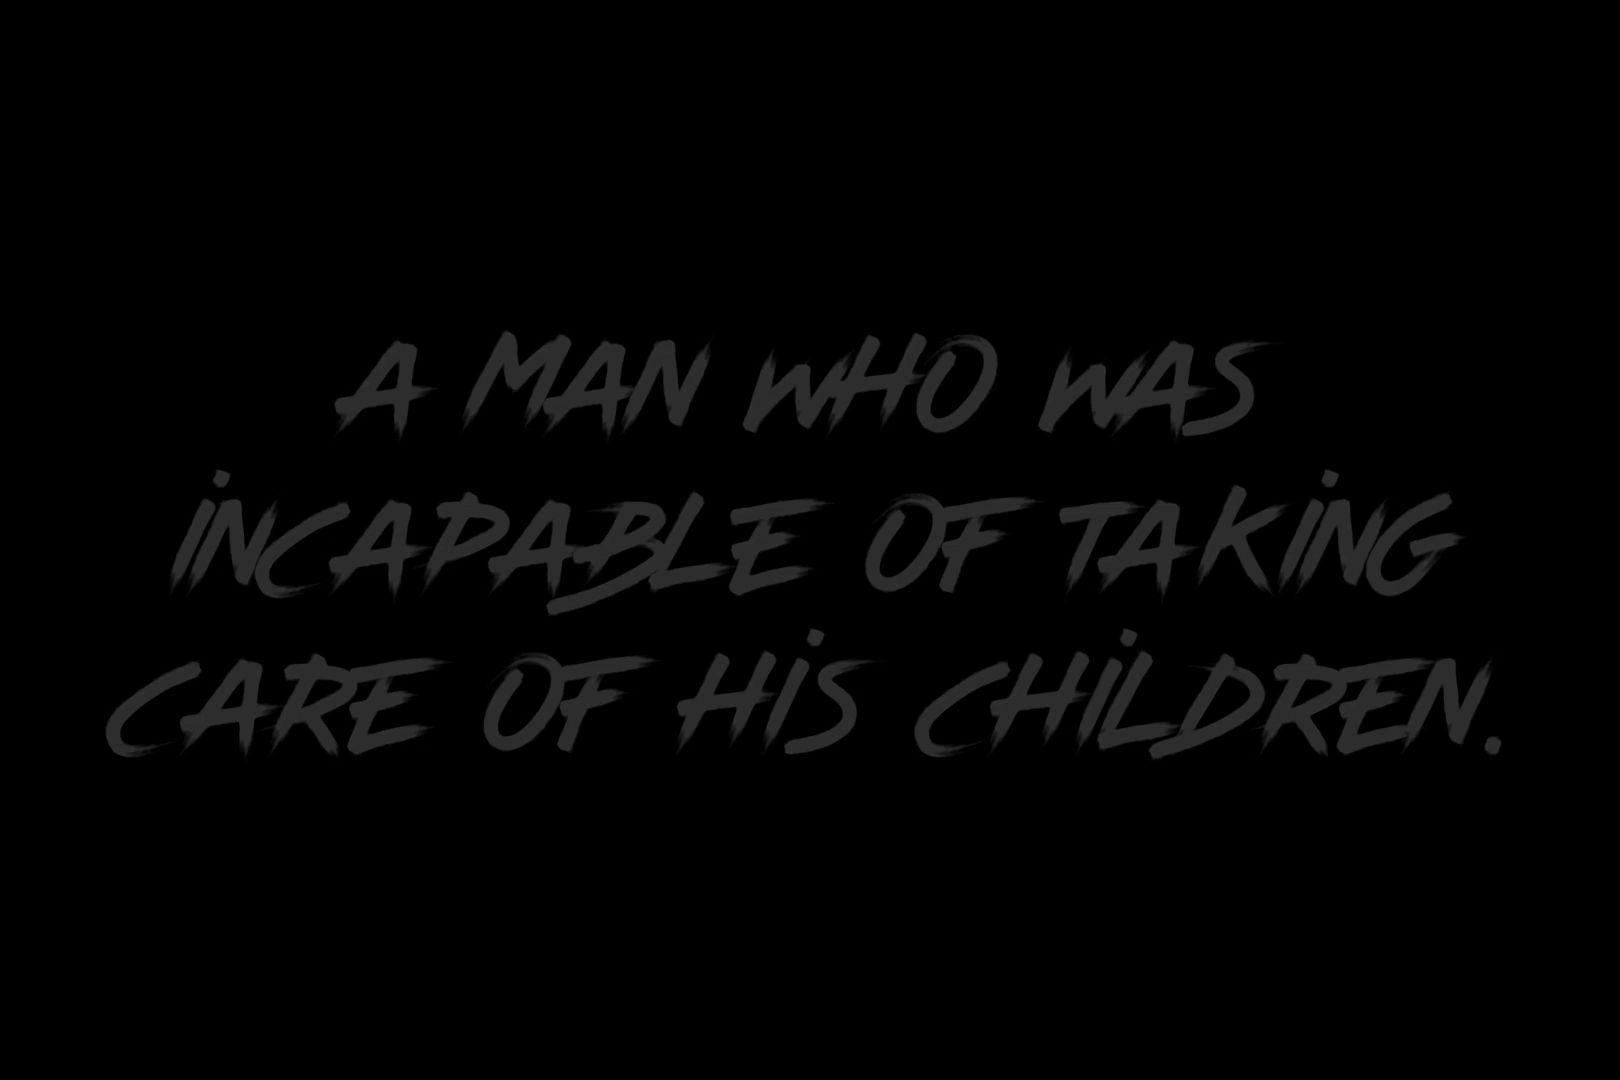 A MAN WHO WAS
INCAPABLE OF TAKING
CARE OF HIS CHILDREN.